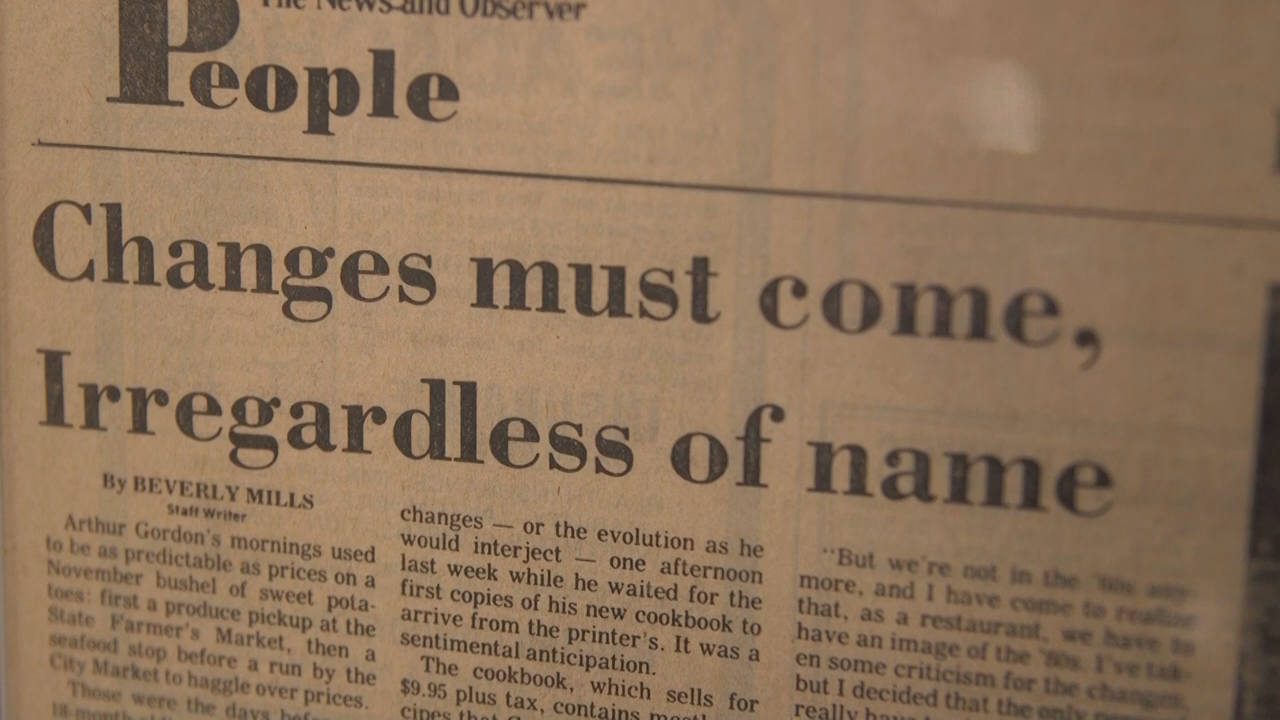 The News and Observer
People
Changes must come,
Irregardless of name
By BEVERLY MILLS
Staff Writer
Arthur Gordon's mornings used
to be as predictable as prices on a
November bushel of sweet pota-
toes: first a produce pickup at the
State Farmer's Market, then a
seafood stop before a run by the
City Market to haggle over prices.
Those were the days before
18-month-old
changes — or the evolution as he
would interject — one afternoon
last week while he waited for the
first copies of his new cookbook to
arrive from the printer's. It was a
sentimental anticipation.
The cookbook, which sells for
$9.95 plus tax, contains
"But we're not in the '60s any-
more, and I have come to realize
that, as a restaurant, we have to
have an image of the '80s. I've tak-
en some criticism for the changes,
but I decided that the only
really